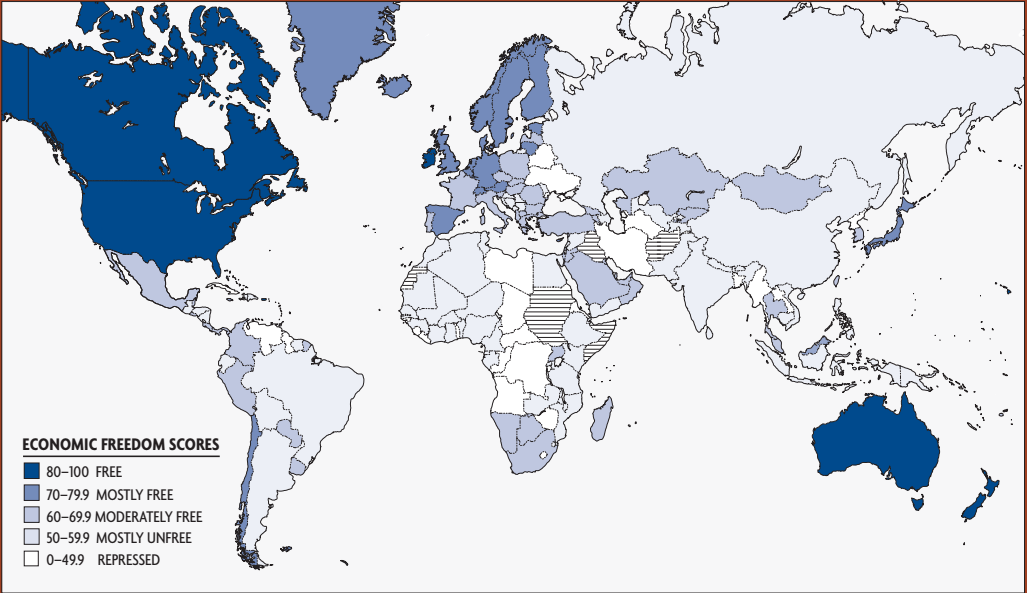 ECONOMIC FREEDOM SCORES
80–100 FREE
70–79.9 MOSTLY FREE
60–69.9 MODERATELY FREE
50–59.9 MOSTLY UNFREE
0–49.9 REPRESSED